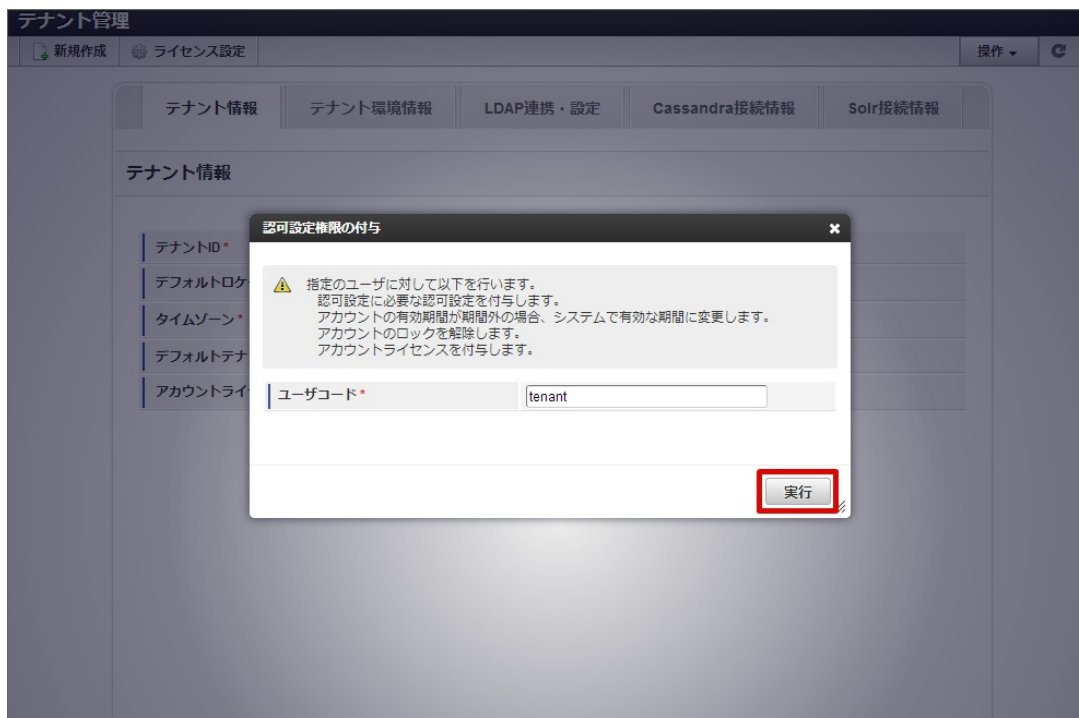 テナント管理
新規作成 ライセンス設定 操作
テナント情報 テナント環境情報 LDAP連携・設定 Cassandra接続情報 Solr接続情報
テナント情報
認可設定権限の付与
テナントID *
デフォルトロケ
タイムゾーン *
デフォルトテナ
アカウントライ
指定のユーザに対して以下を行います。
認可設定に必要な認可設定を付与します。
アカウントの有効期間が期間外の場合、システムで有効な期間に変更します。
アカウントのロックを解除します。
アカウントライセンスを付与します。
ユーザコード * tenant
実行